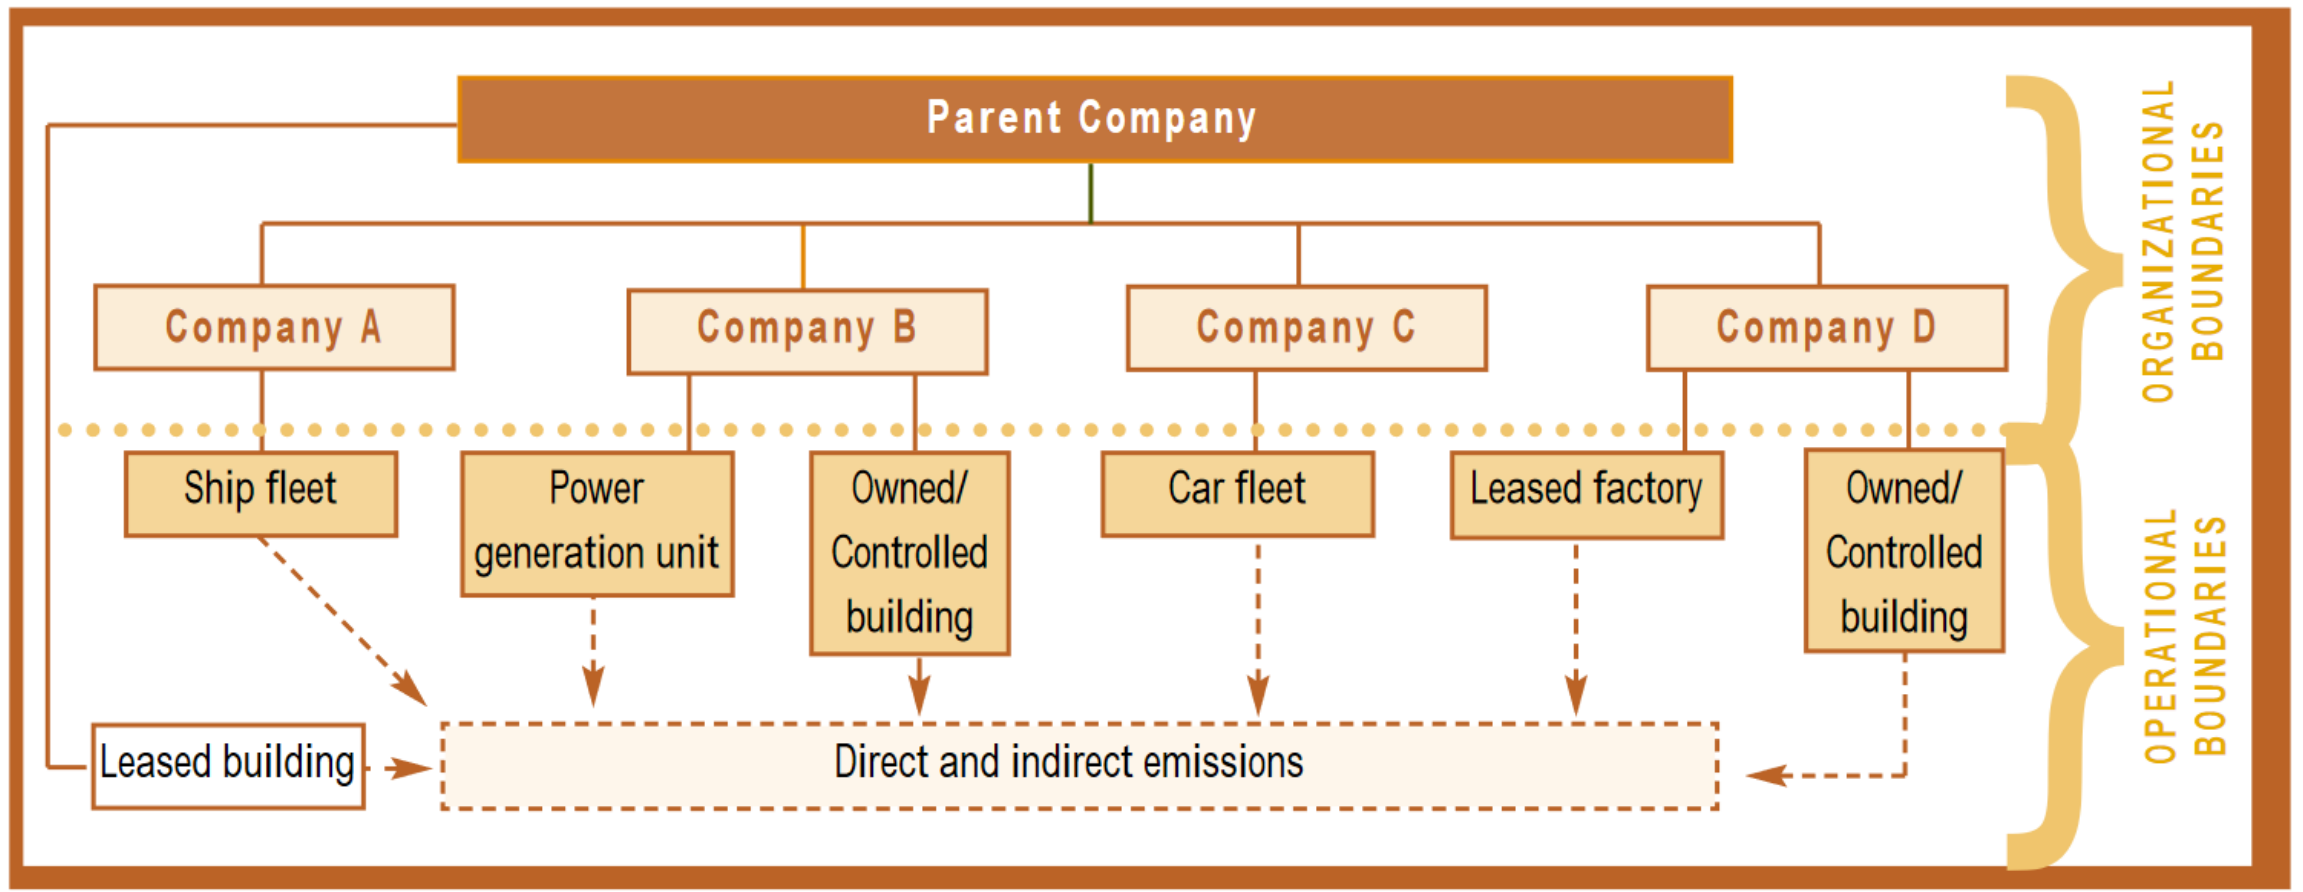 Parent Company
Company A
Company B
Company C
Company D
ORGANIZATIONAL
BOUNDARIES
Ship fleet
Power
generation unit
Owned/
Controlled
building
Car fleet
Leased factory
Owned/
Controlled
building
Leased building
Direct and indirect emissions
OPERATIONAL
BOUNDARIES